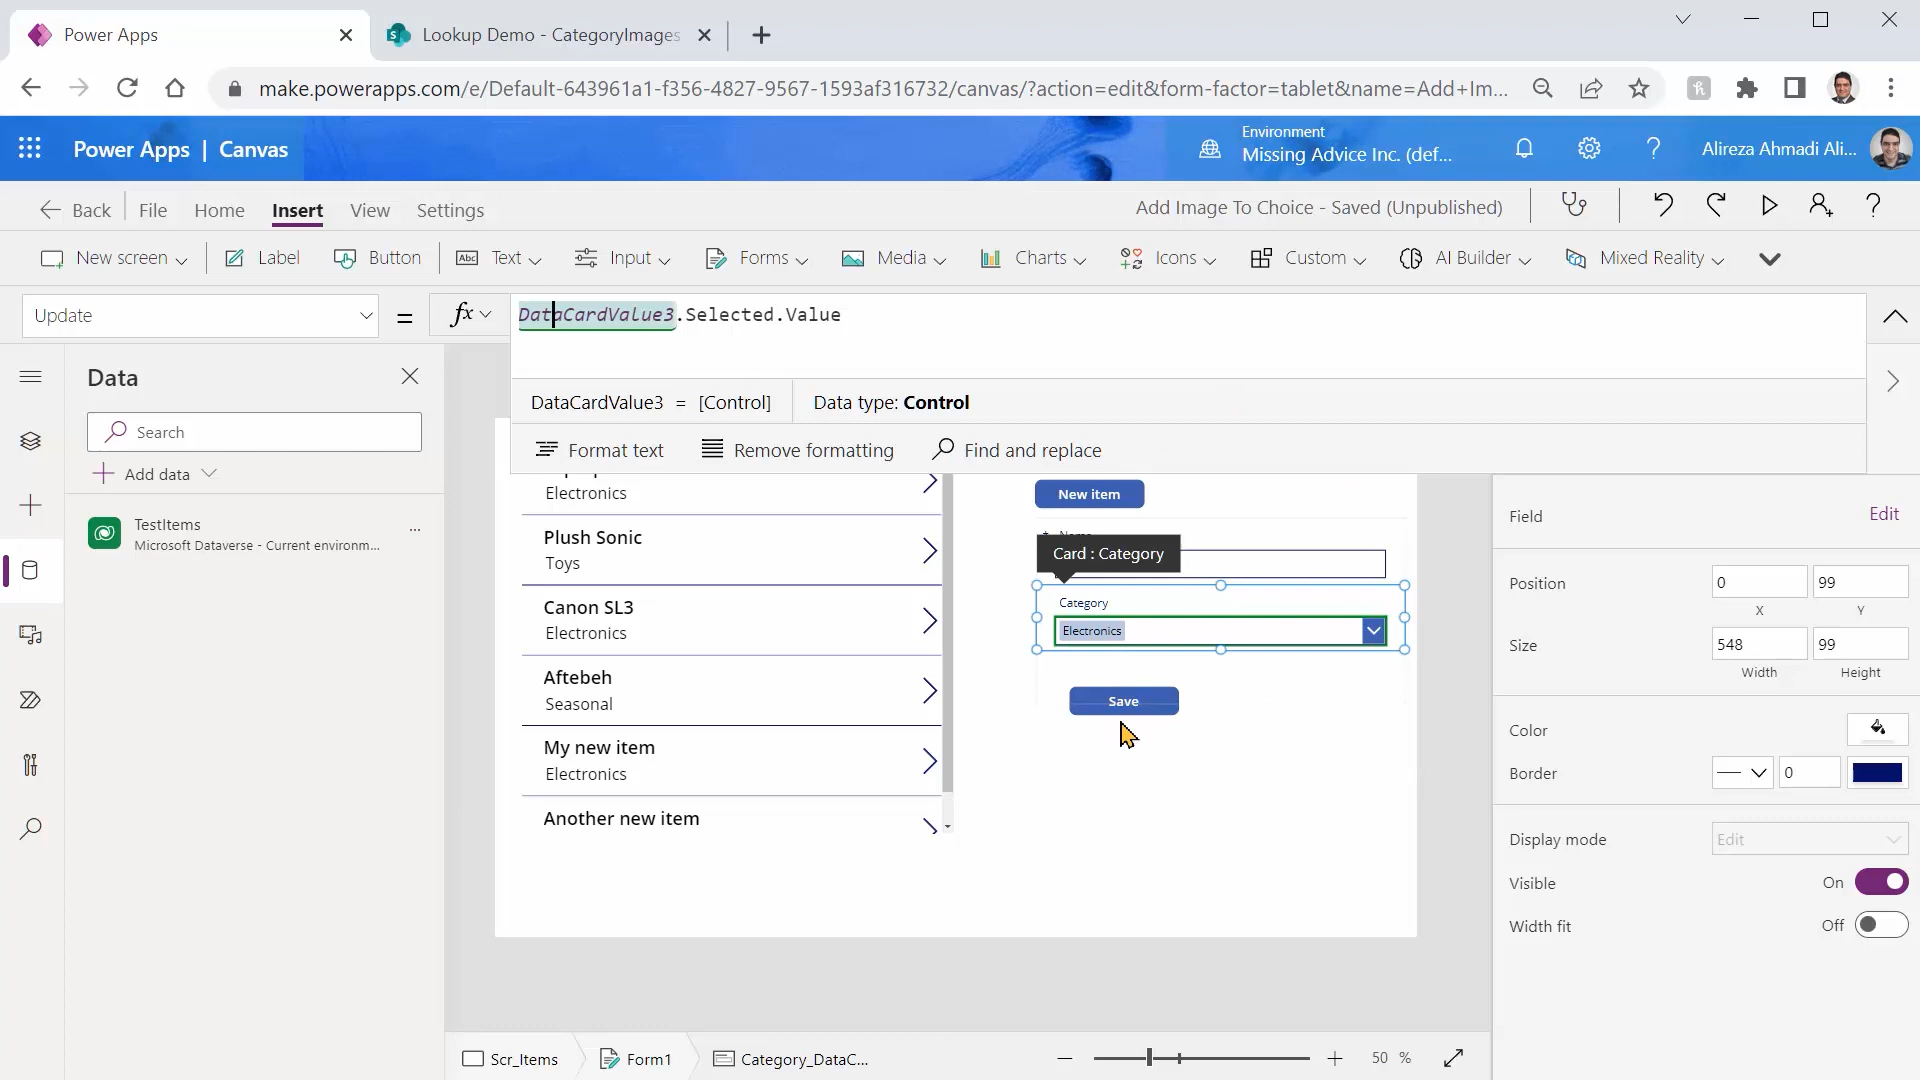 Power Apps
Lookup Demo - CategoryImages
make.powerapps.com/e/Default-643961a1-f356-4827-9567-1593af316732/canvas/?action=edit&form-factor=tablet&name=Add+Im...
Power Apps | Canvas
Environment
Missing Advice Inc. (def...
Alireza Ahmadi Ali...
Back
File
Home
Insert
View
Settings
Add Image To Choice - Saved (Unpublished)
New screen
Label
Button
Abc
Text
Input
Forms
Media
Charts
Icons
Custom
AI Builder
Mixed Reality
Update
=
fx
DataCardValue3.Selected.Value
DataCardValue3 = [Control]
Data type: Control
Format text
Remove formatting
Find and replace
Data
Search
Add data
TestItems
Microsoft Dataverse - Current environm...
...
Electronics
Plush Sonic
Toys
Canon SL3
Electronics
Aftebeh
Seasonal
My new item
Electronics
Another new item
New item
Card : Category
Category
Electronics
Save
Field
Edit
Position
0
99
X
Y
Size
548
99
Width
Height
Color
Border
0
Display mode
Edit
Visible
On
Width fit
Off
Scr_Items
Form1
Category_DataC...
50 %